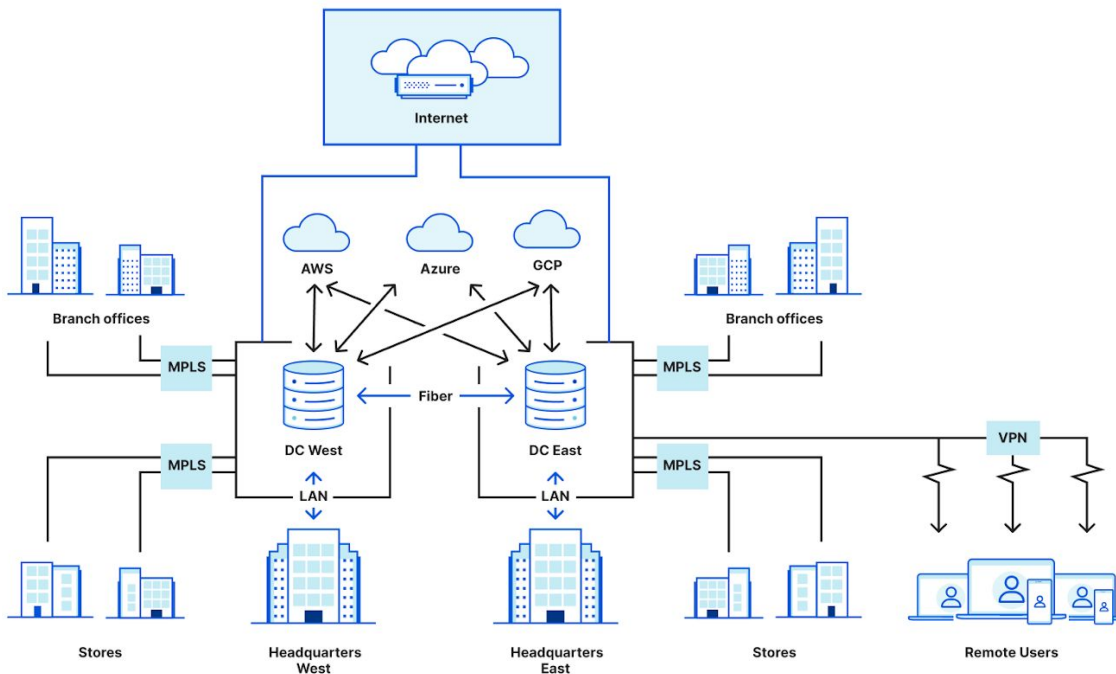 Internet
AWS
Azure
GCP
Branch offices
Branch offices
MPLS
MPLS
Fiber
DC West
DC East
MPLS
MPLS
VPN
LAN
LAN
Stores
Headquarters
West
Headquarters
East
Stores
Remote Users